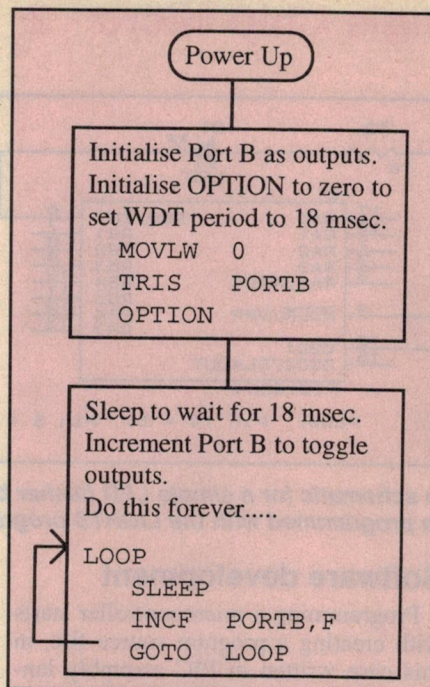 Power Up
Initialise Port B as outputs.
Initialise OPTION to zero to
set WDT period to 18 msec.
MOVLW 0
TRIS PORTB
OPTION
Sleep to wait for 18 msec.
Increment Port B to toggle
outputs.
Do this forever.....
LOOP
SLEEP
INCF PORTB,F
GOTO LOOP